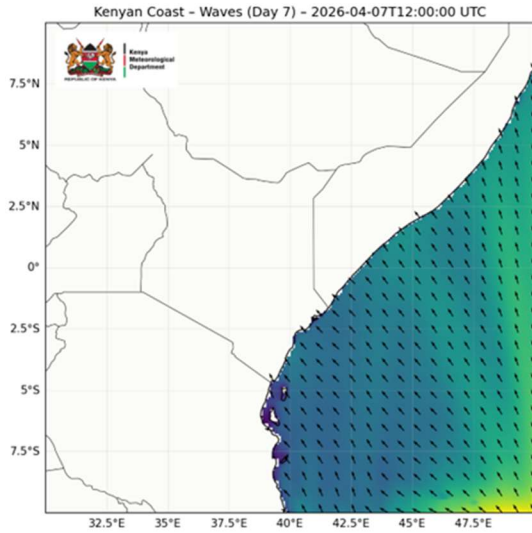 Kenyan Coast – Waves (Day 7) – 2026-04-07T12:00:00 UTC
Kenya
Meteorological
Department
REPUBLIC OF KENYA
7.5°N
5°N
2.5°N
0°
2.5°S
5°S
7.5°S
32.5°E 35°E 37.5°E 40°E 42.5°E 45°E 47.5°E